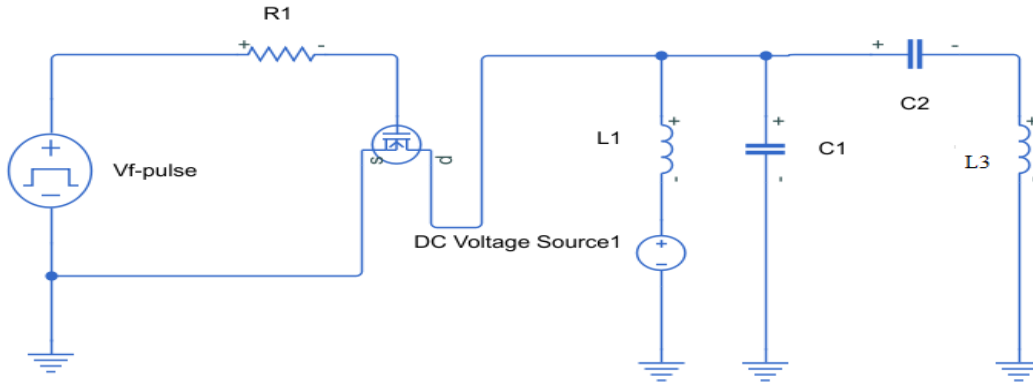 R1
+ -
+ -
C2
Vf-pulse
s d
L1
+
-
+
C1
-
+
L3
-
DC Voltage Source1